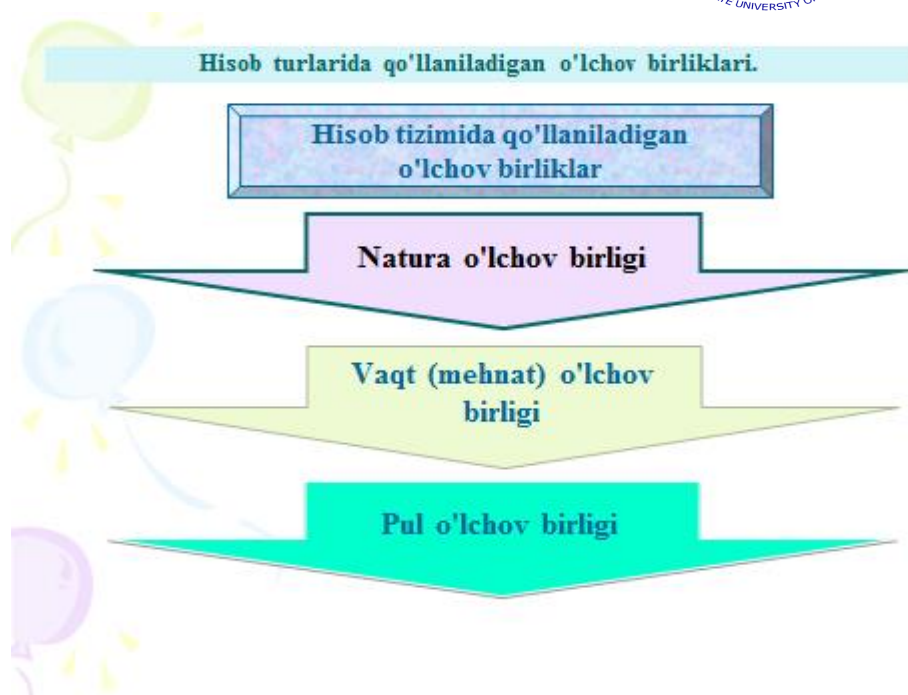 UNIVERSITY
Hisob turlarida qo'llaniladigan o'lchov birliklari.
Hisob tizimida qo'llaniladigan
o'lchov birliklar
Natura o'lchov birligi
Vaqt (mehnat) o'lchov
birligi
Pul o'lchov birligi